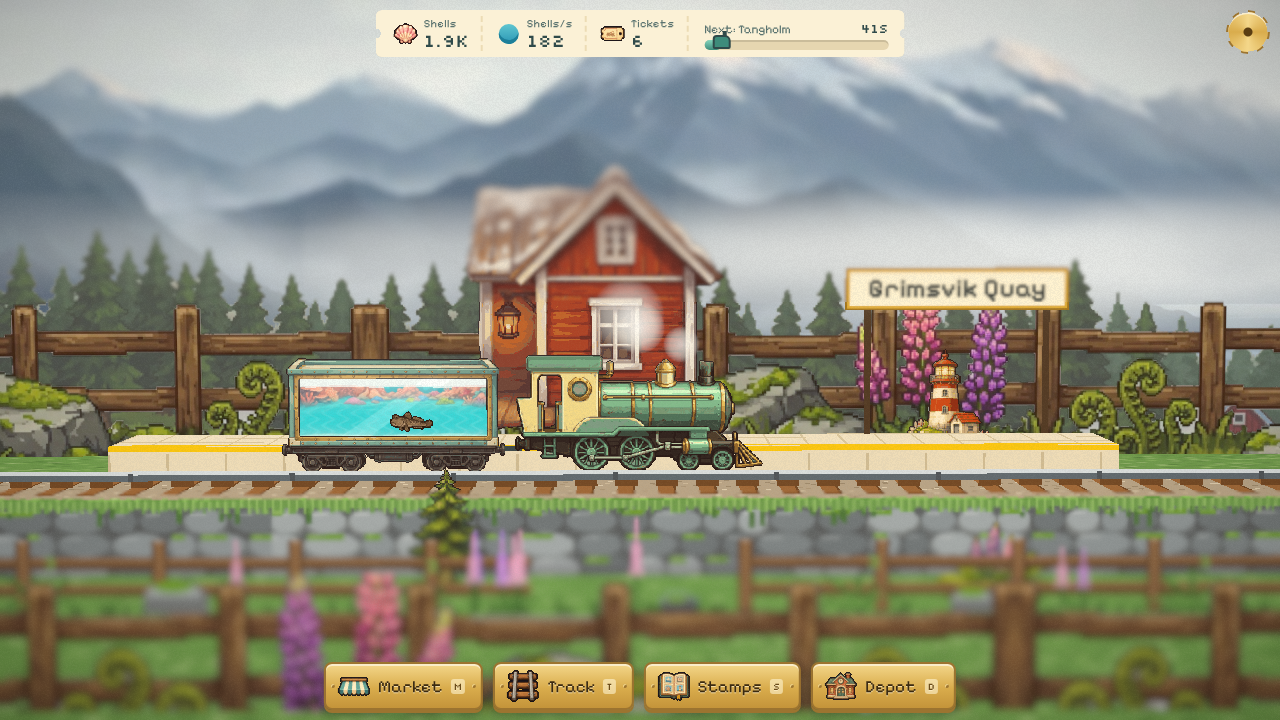 Shells
1.9K
Shells/s
182
Tickets
6
Next: Tangholm
41s
Grimsvik Quay
Market M
Track T
Stamps S
Depot D